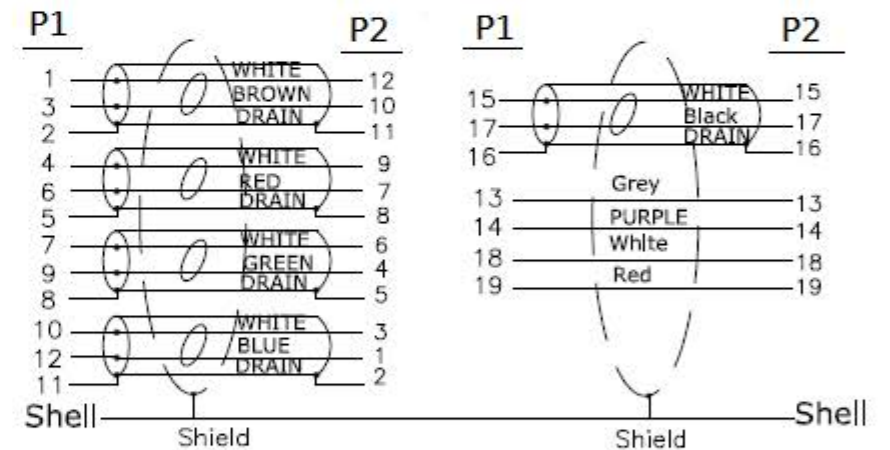 P1 P2
1 WHITE 12
3 BROWN 10
2 DRAIN 11
4 WHITE 9
6 RED 7
5 DRAIN 8
7 WHITE 6
9 GREEN 4
8 DRAIN 5
10 WHITE 3
12 BLUE 1
11 DRAIN 2
P1 P2
15 WHITE 15
17 Black 17
16 DRAIN 16
13 Grey 13
14 PURPLE 14
18 White 18
19 Red 19
Shell Shell
Shield Shield